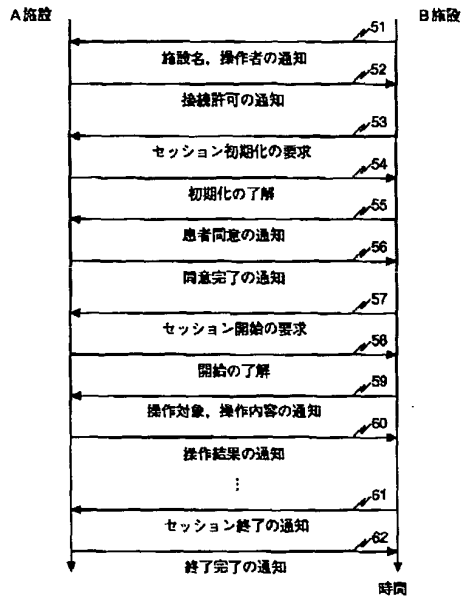 A施設
B施設
51
施設名，操作者の通知
52
接続許可の通知
53
セッション初期化の要求
54
初期化の了解
55
患者同意の通知
56
同意完了の通知
57
セッション開始の要求
58
開始の了解
59
操作対象，操作内容の通知
60
操作結果の通知
⋮
61
セッション終了の通知
62
終了完了の通知
時間